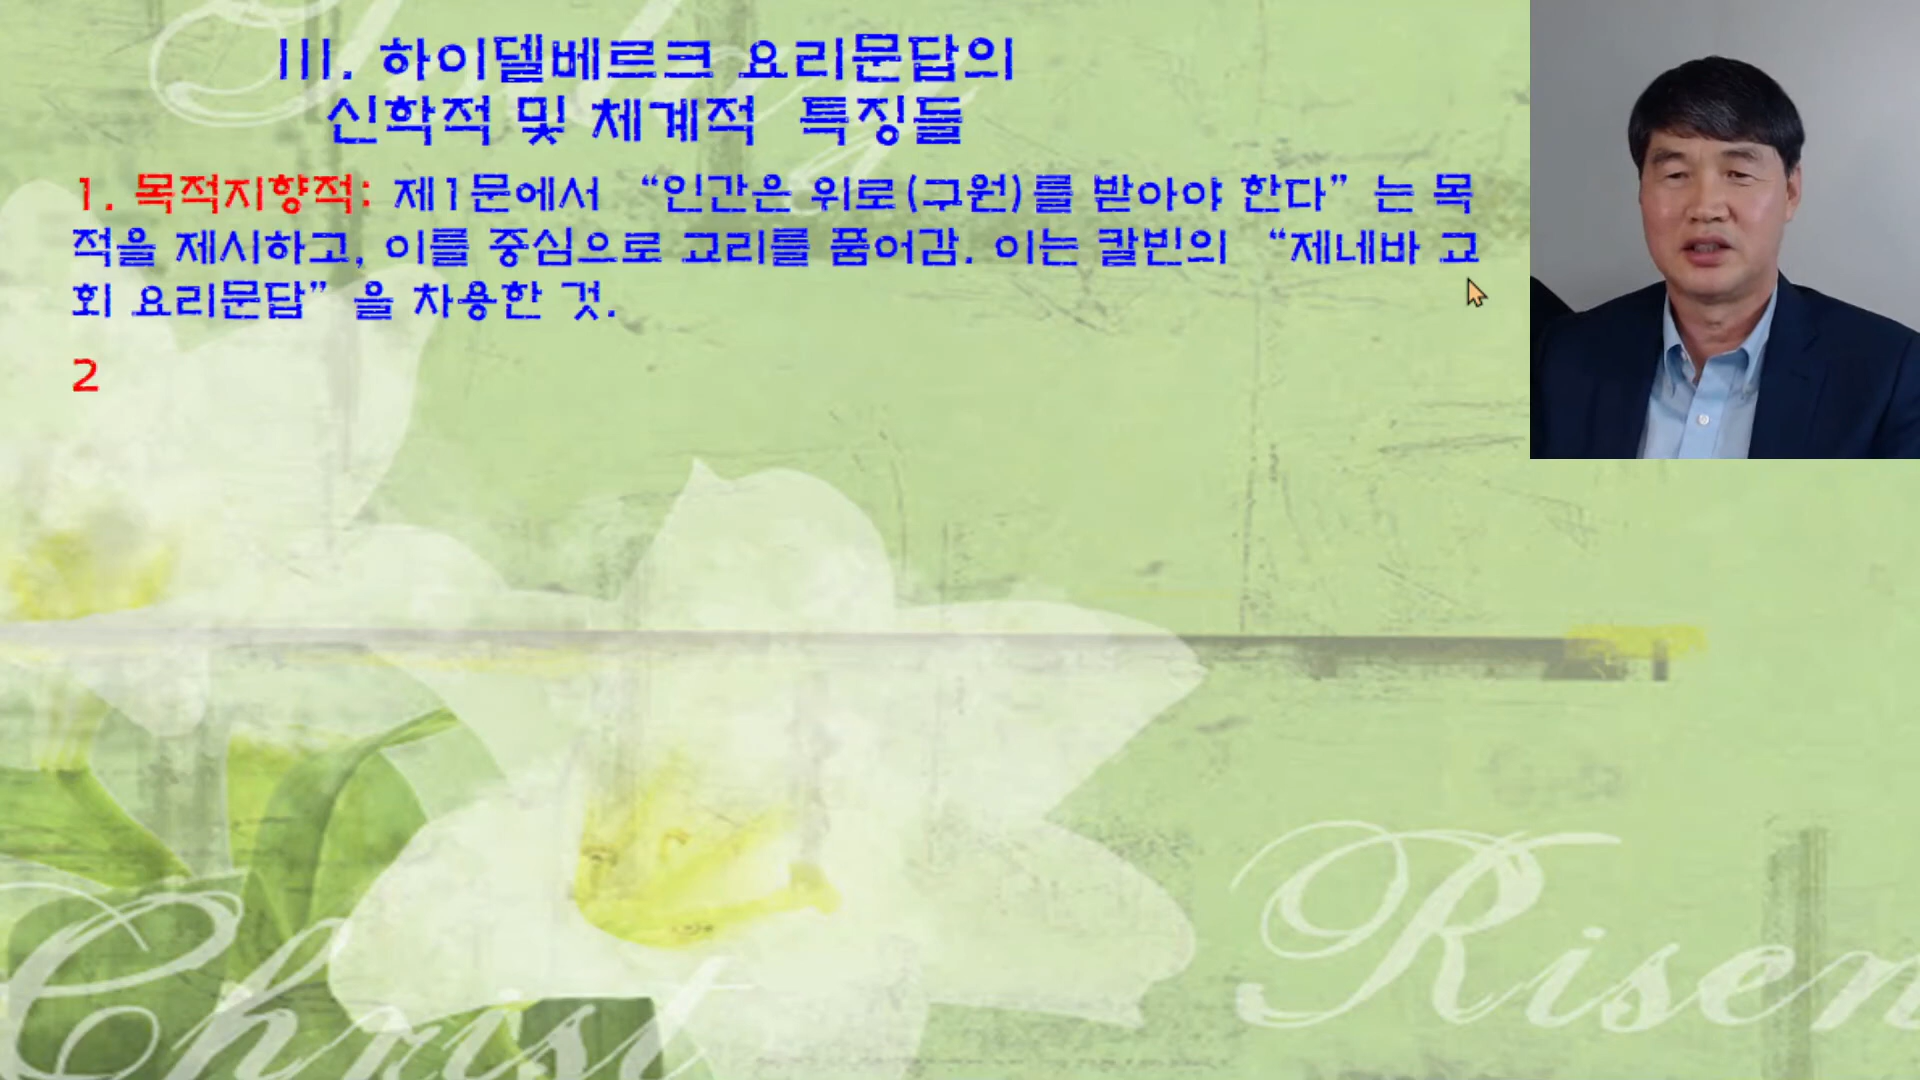 III. 하이델베르크 요리문답의
신학적 및 체계적 특징들
1. 목적지향적: 제1문에서 “인간은 위로(구원)를 받아야 한다”는 목
적을 제시하고, 이를 중심으로 교리를 품어감. 이는 칼빈의 “제네바 교
회 요리문답”을 차용한 것.
2
Christ
Risen